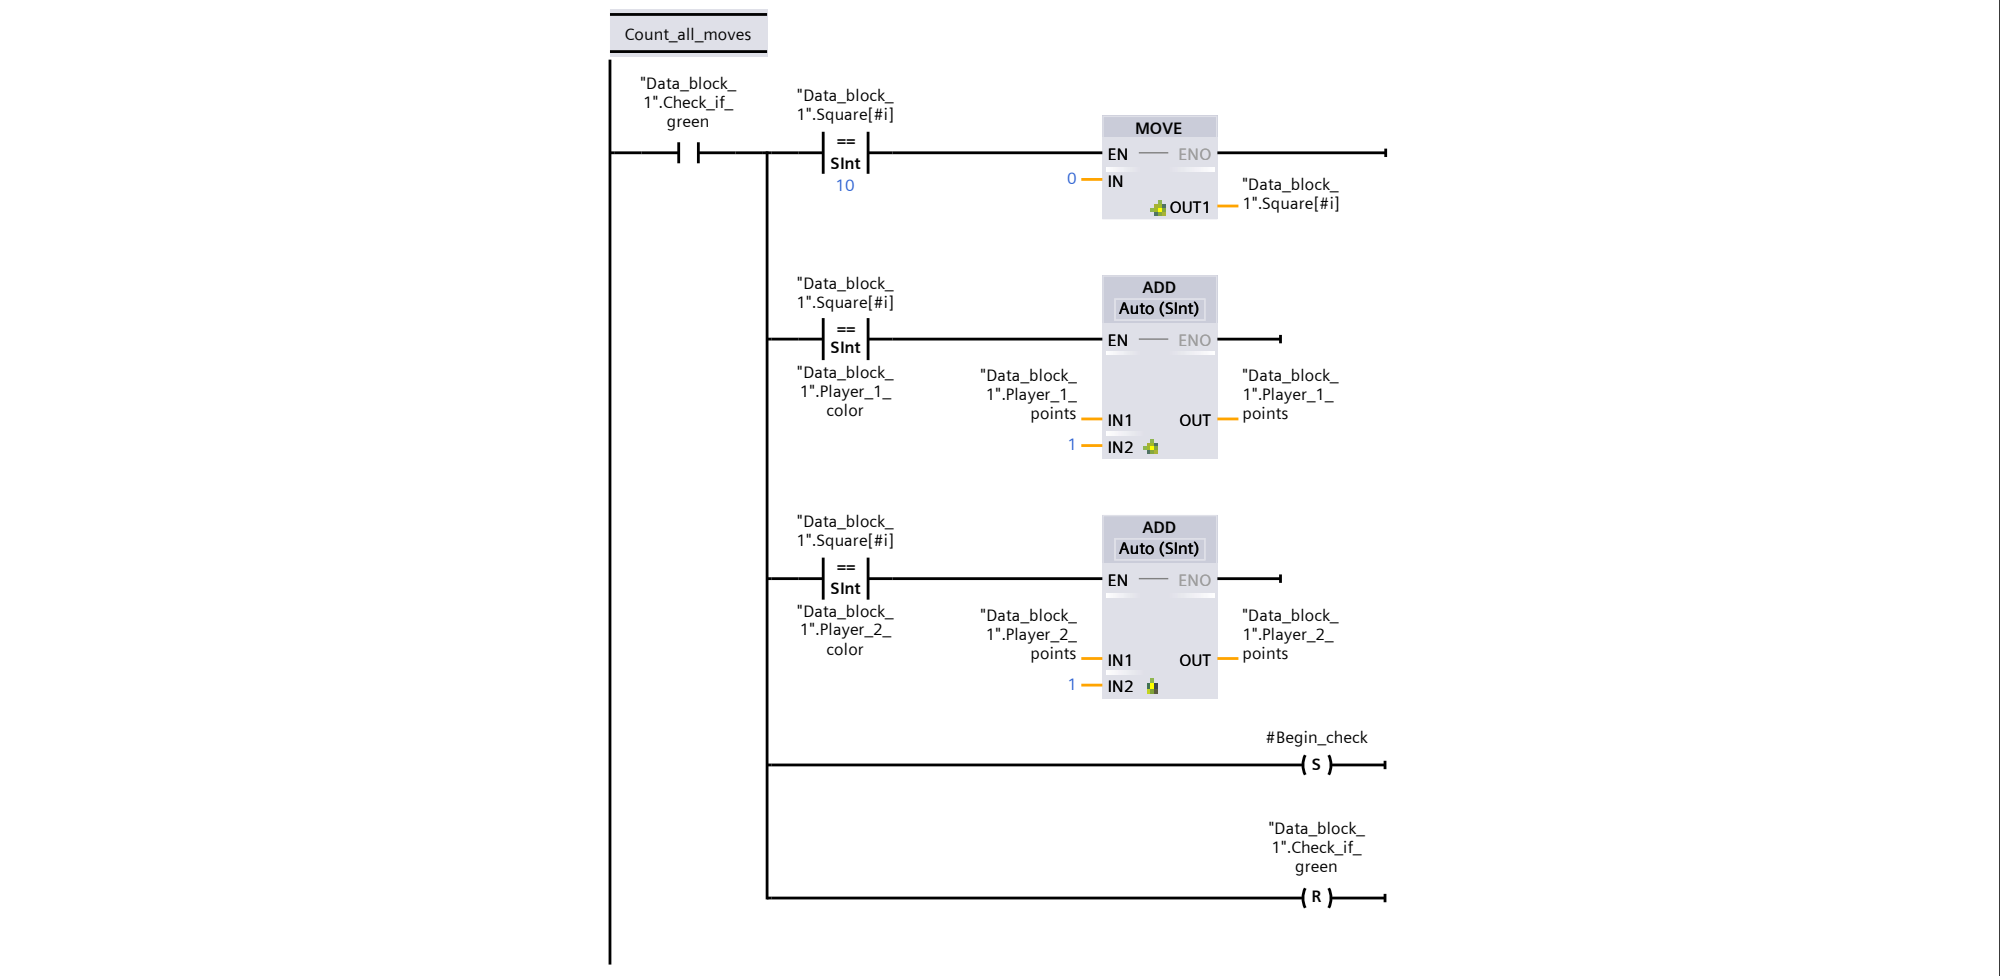 Count_all_moves
"Data_block_
1".Check_if_
green
"Data_block_
1".Square[#i]
==
SInt
10
MOVE
EN
ENO
0
IN
OUT1
"Data_block_
1".Square[#i]
"Data_block_
1".Square[#i]
==
SInt
"Data_block_
1".Player_1_
color
ADD
Auto (SInt)
EN
ENO
"Data_block_
1".Player_1_
points
IN1
1
IN2
OUT
"Data_block_
1".Player_1_
points
"Data_block_
1".Square[#i]
==
SInt
"Data_block_
1".Player_2_
color
ADD
Auto (SInt)
EN
ENO
"Data_block_
1".Player_2_
points
IN1
1
IN2
OUT
"Data_block_
1".Player_2_
points
#Begin_check
S
"Data_block_
1".Check_if_
green
R